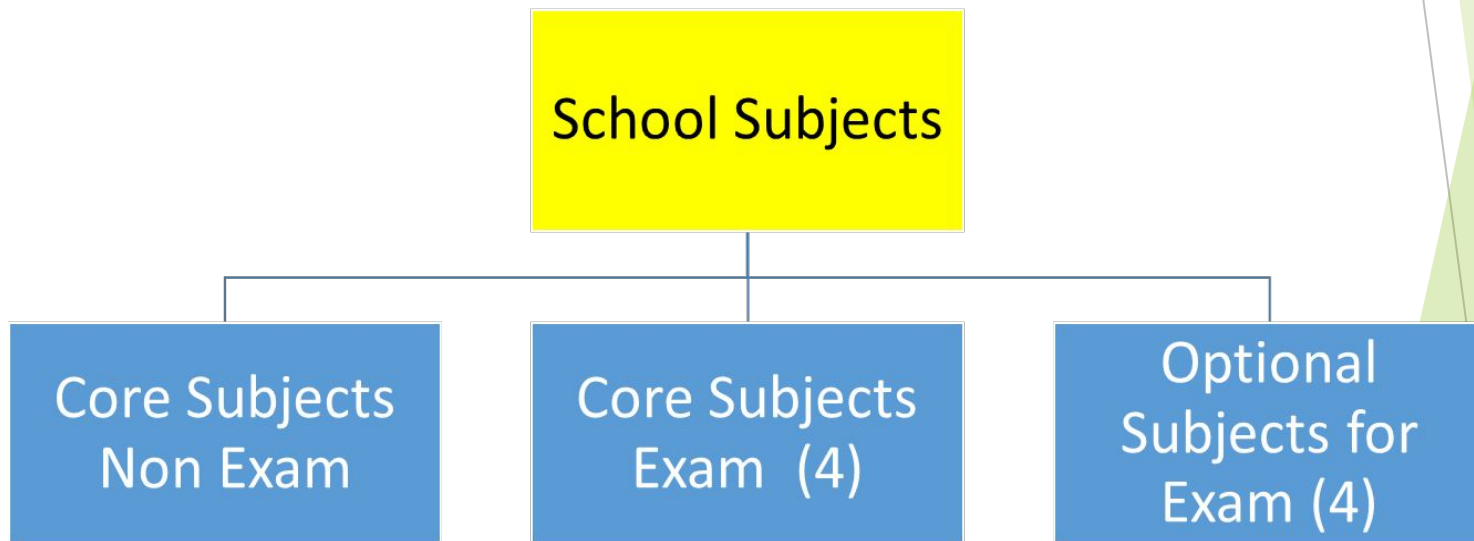 School Subjects
Core Subjects
Non Exam
Core Subjects
Exam (4)
Optional
Subjects for
Exam (4)